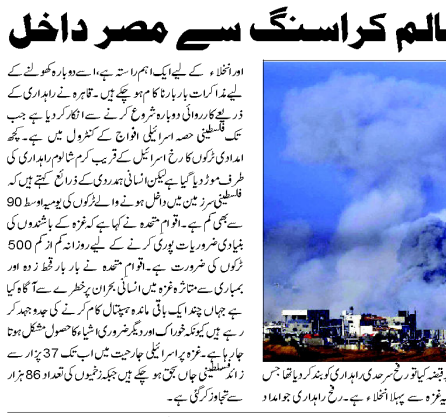 الم کراسنگ سے مصر داخل
اور انخلاء کے لیے ایک اہم راستہ ہے، اسے دوبارہ کھولنے کے
لیے مذاکرات بار بار ناکام ہو چکے ہیں۔ قاہرہ نے راہداری کے
ذریعے کارروائی دوبارہ شروع کرنے سے انکار کر دیا ہے جب
تک فلسطینی حصہ اسرائیلی افواج کے کنٹرول میں ہے۔ کچھ
امدادی ٹرکوں کا رخ اسرائیل کے قریب کرم شالوم راہداری کی
طرف موڑ دیا گیا ہے لیکن انسانی ہمدردی کے ذرائع کہتے ہیں کہ
فلسطینی سرزمین میں داخل ہونے والے ٹرکوں کی یومیہ اوسط 90
سے بھی کم ہے۔ اقوام متحدہ نے کہا ہے کہ غزہ کے باشندوں کی
بنیادی ضروریات پوری کرنے کے لیے روزانہ کم از کم 500
ٹرکوں کی ضرورت ہے۔ اقوام متحدہ نے بار بار قحط زدہ اور
بمباری سے متاثرہ غزہ میں انسانی بحران پر خطرے سے آگاہ کیا
ہے جہاں چند ایک باقی ماندہ ہسپتال کام کرنے کی جدوجہد کر
رہے ہیں کیونکہ خوراک اور دیگر ضروری اشیاء کا حصول مشکل ہوتا
جا رہا ہے۔ غزہ پر اسرائیلی جارحیت میں اب تک 37 ہزار سے
زائد فلسطینی جاں بحق ہو چکے ہیں جبکہ زخمیوں کی تعداد 86 ہزار
سے تجاوز کر گئی ہے۔
قبضہ کیا تو رفح سرحدی راہداری کو بند کر دیا تھا جس
غزہ سے پہلا انخلاء ہے۔ رفح راہداری جو امداد